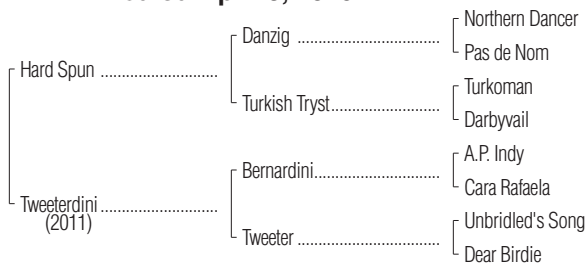 Northern Dancer
Danzig ................................
Pas de Nom
Hard Spun ...........................
Turkoman
Turkish Tryst..........................
Darbyvail
A.P. Indy
Bernardini..............................
Cara Rafaela
Tweeterdini ...........................
(2011)
Unbridled's Song
Tweeter .................................
Dear Birdie